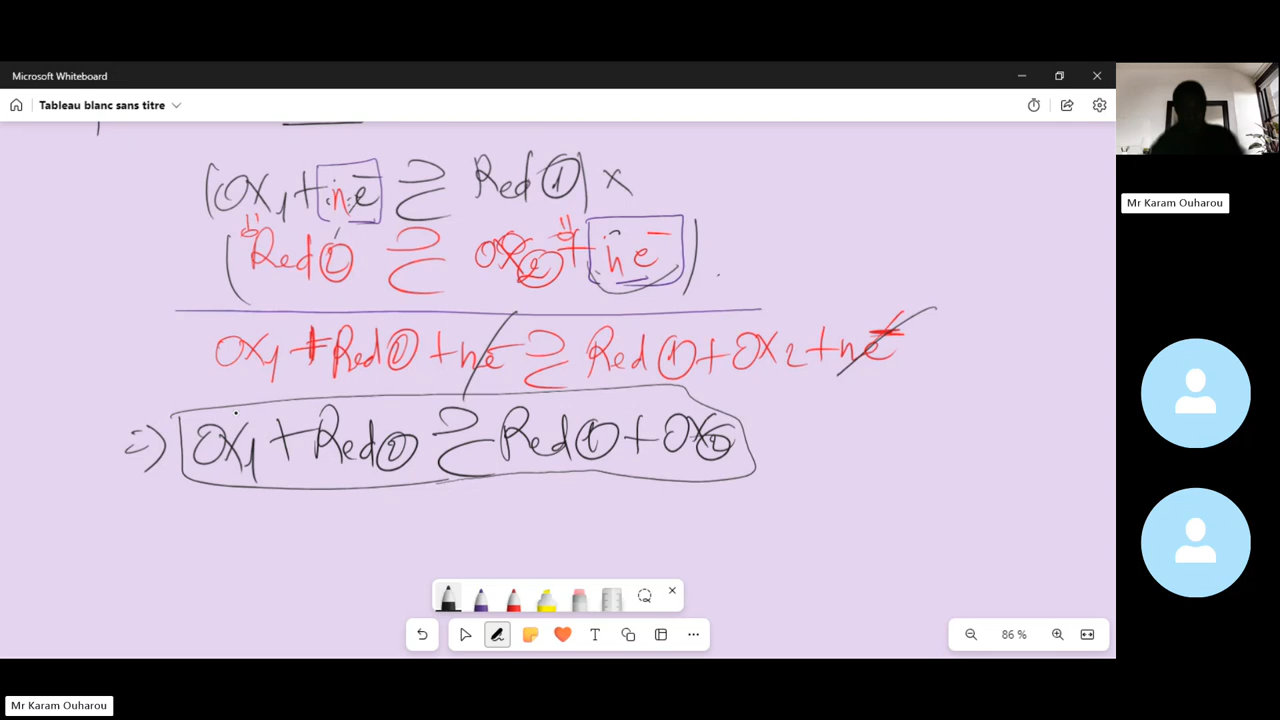 Microsoft Whiteboard
Tableau blanc sans titre
(Ox₁ + ne⁻ ⇌ Red①) ×
(Red② ⇌ Ox② + ne⁻)
Ox₁ + Red② + ne⁻ ⇌ Red① + Ox₂ + ne⁻
⇒ Ox₁ + Red② ⇌ Red① + Ox②
86 %
Mr Karam Ouharou
Mr Karam Ouharou